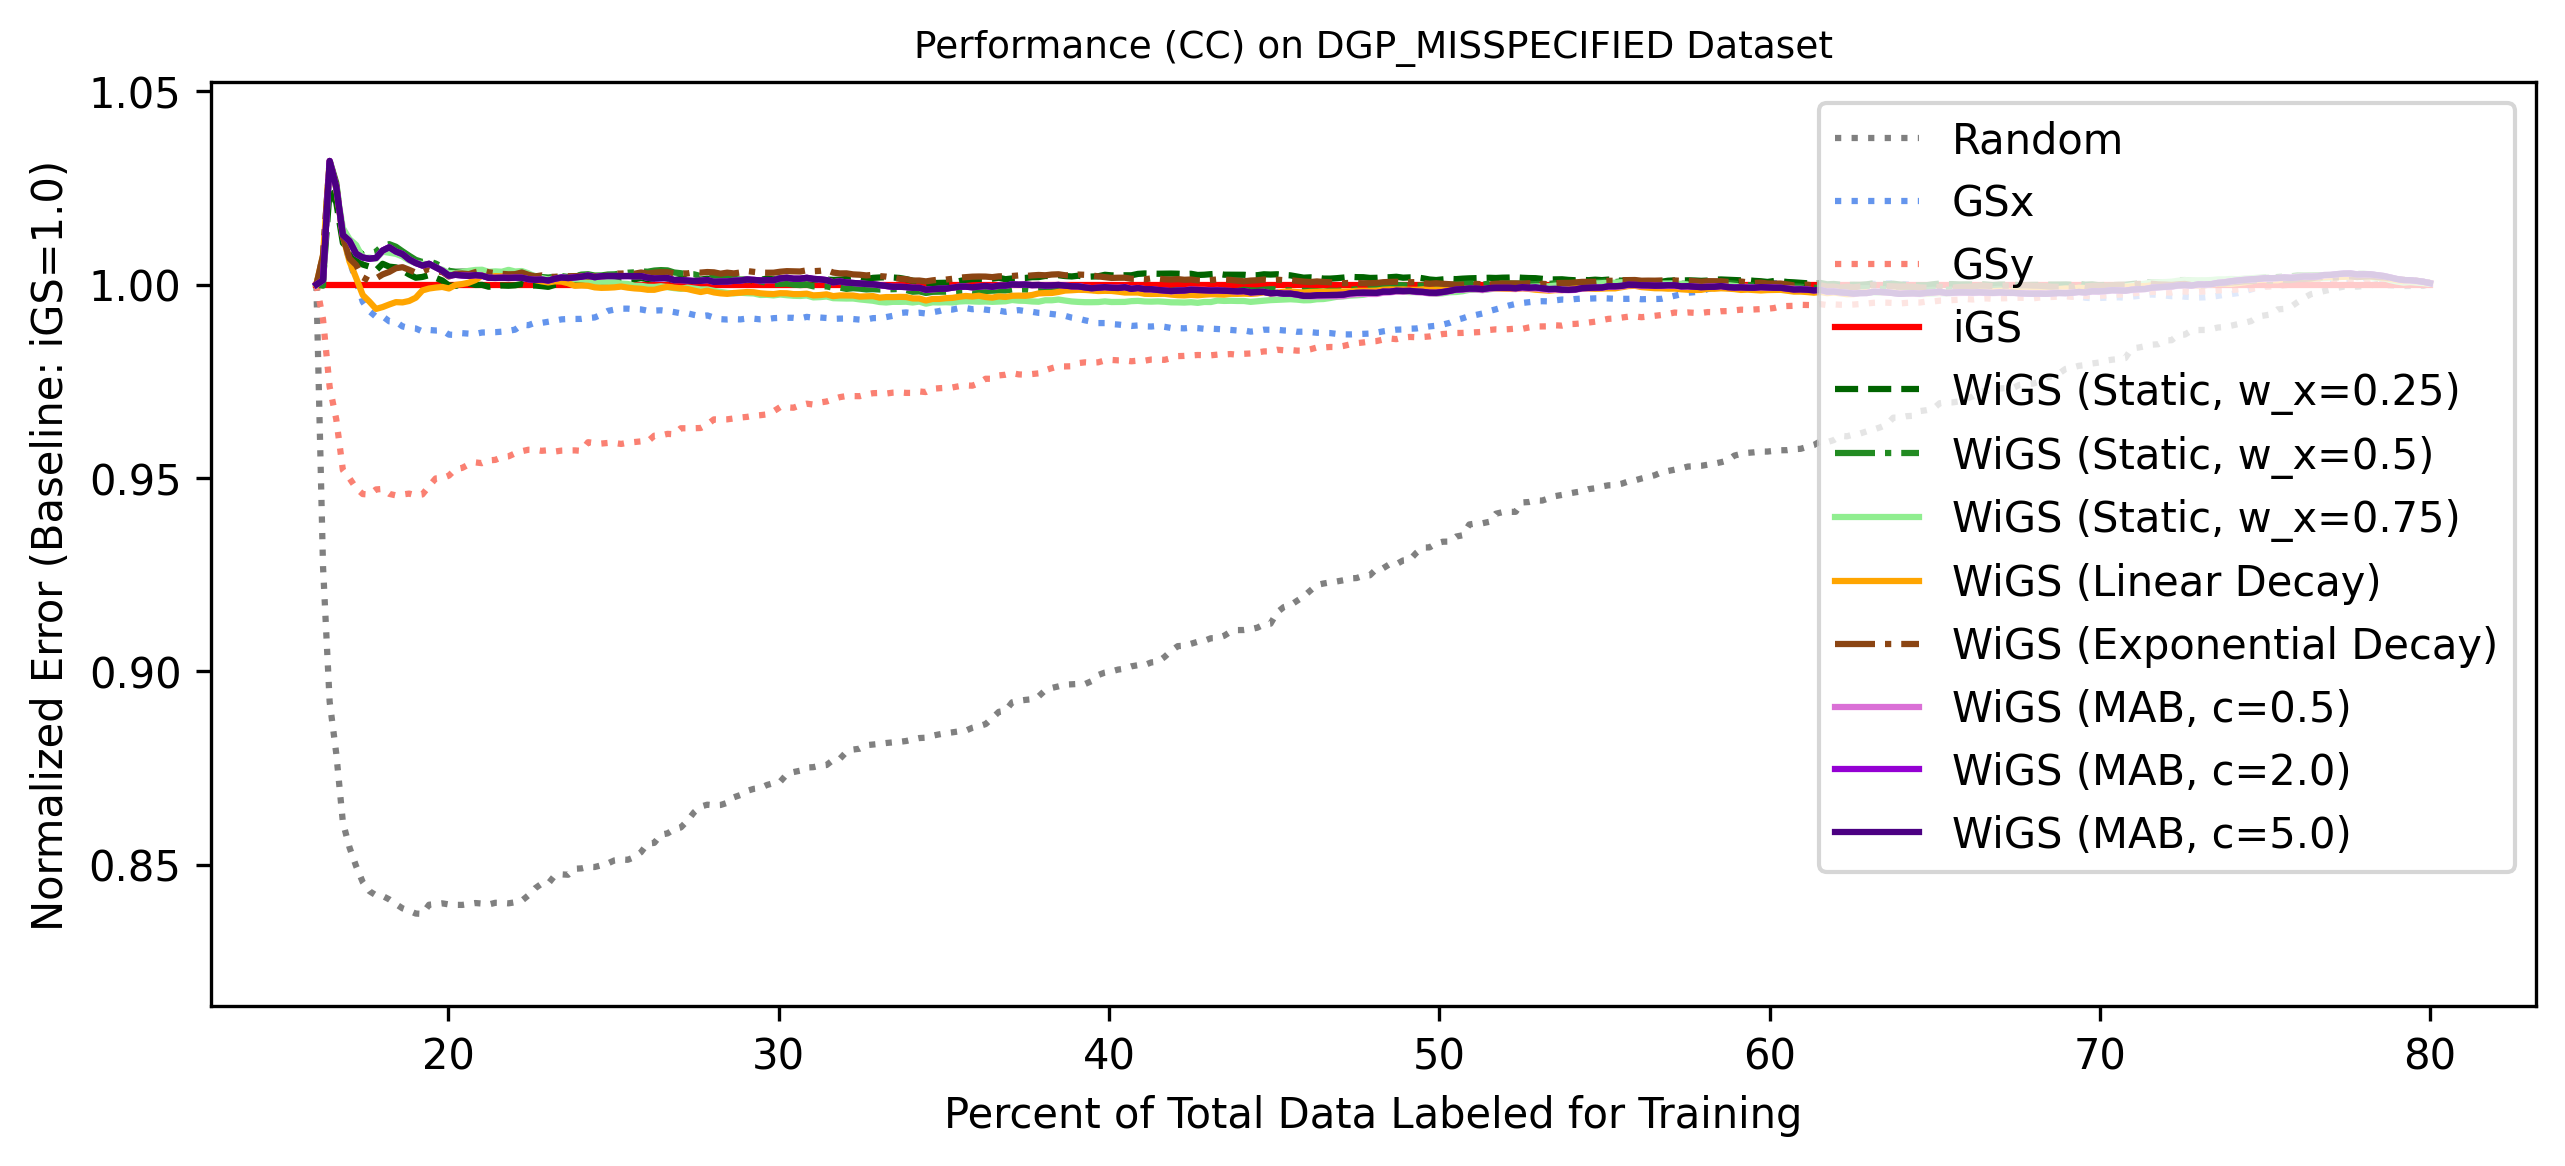 Performance (CC) on DGP_MISSPECIFIED Dataset
Normalized Error (Baseline: iGS=1.0)
1.05
1.00
0.95
0.90
0.85
Random
GSx
GSy
iGS
WiGS (Static, w_x=0.25)
WiGS (Static, w_x=0.5)
WiGS (Static, w_x=0.75)
WiGS (Linear Decay)
WiGS (Exponential Decay)
WiGS (MAB, c=0.5)
WiGS (MAB, c=2.0)
WiGS (MAB, c=5.0)
20 30 40 50 60 70 80
Percent of Total Data Labeled for Training